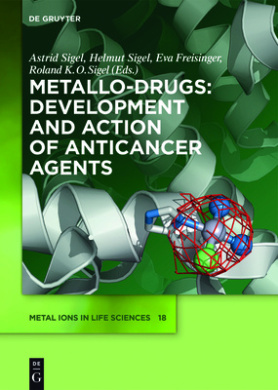 DE GRUYTER
Astrid Sigel, Helmut Sigel, Eva Freisinger,
Roland K. O. Sigel (Eds.)
METALLO-DRUGS:
DEVELOPMENT
AND ACTION
OF ANTICANCER
AGENTS
METAL IONS IN LIFE SCIENCES 18
DE
G